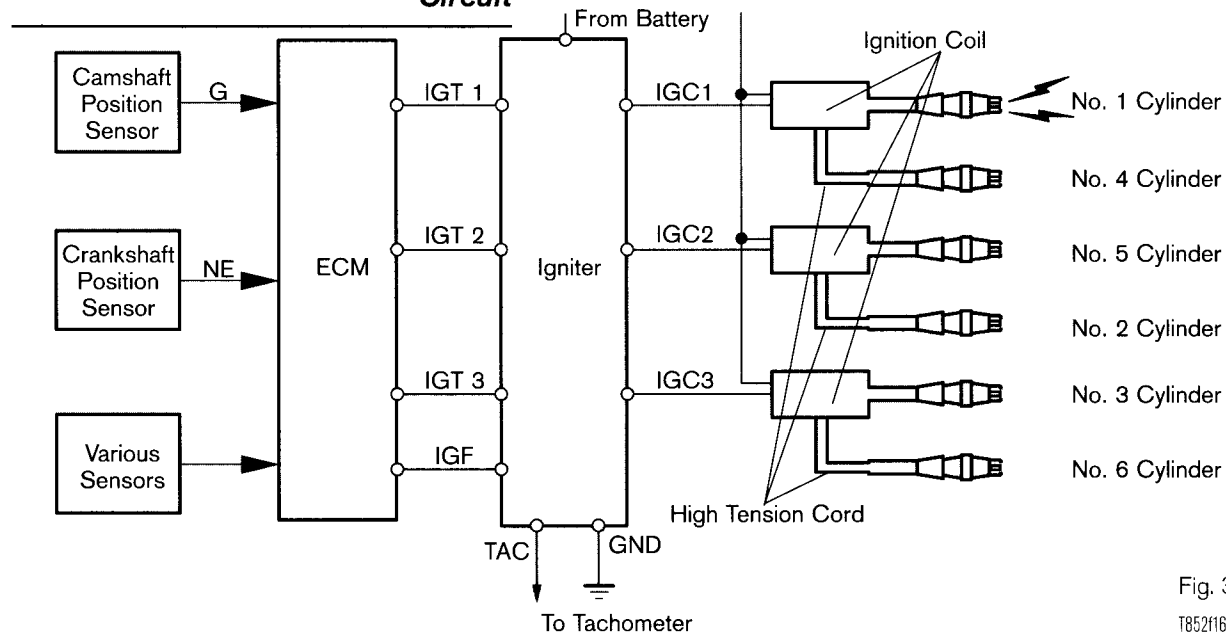 Circuit
From Battery
Ignition Coil
Camshaft
Position
Sensor
G
IGT 1
IGC1
No. 1 Cylinder
No. 4 Cylinder
Crankshaft
Position
Sensor
NE
ECM
IGT 2
Igniter
IGC2
No. 5 Cylinder
No. 2 Cylinder
IGT 3
IGC3
No. 3 Cylinder
Various
Sensors
IGF
No. 6 Cylinder
High Tension Cord
TAC
GND
To Tachometer
Fig. 3